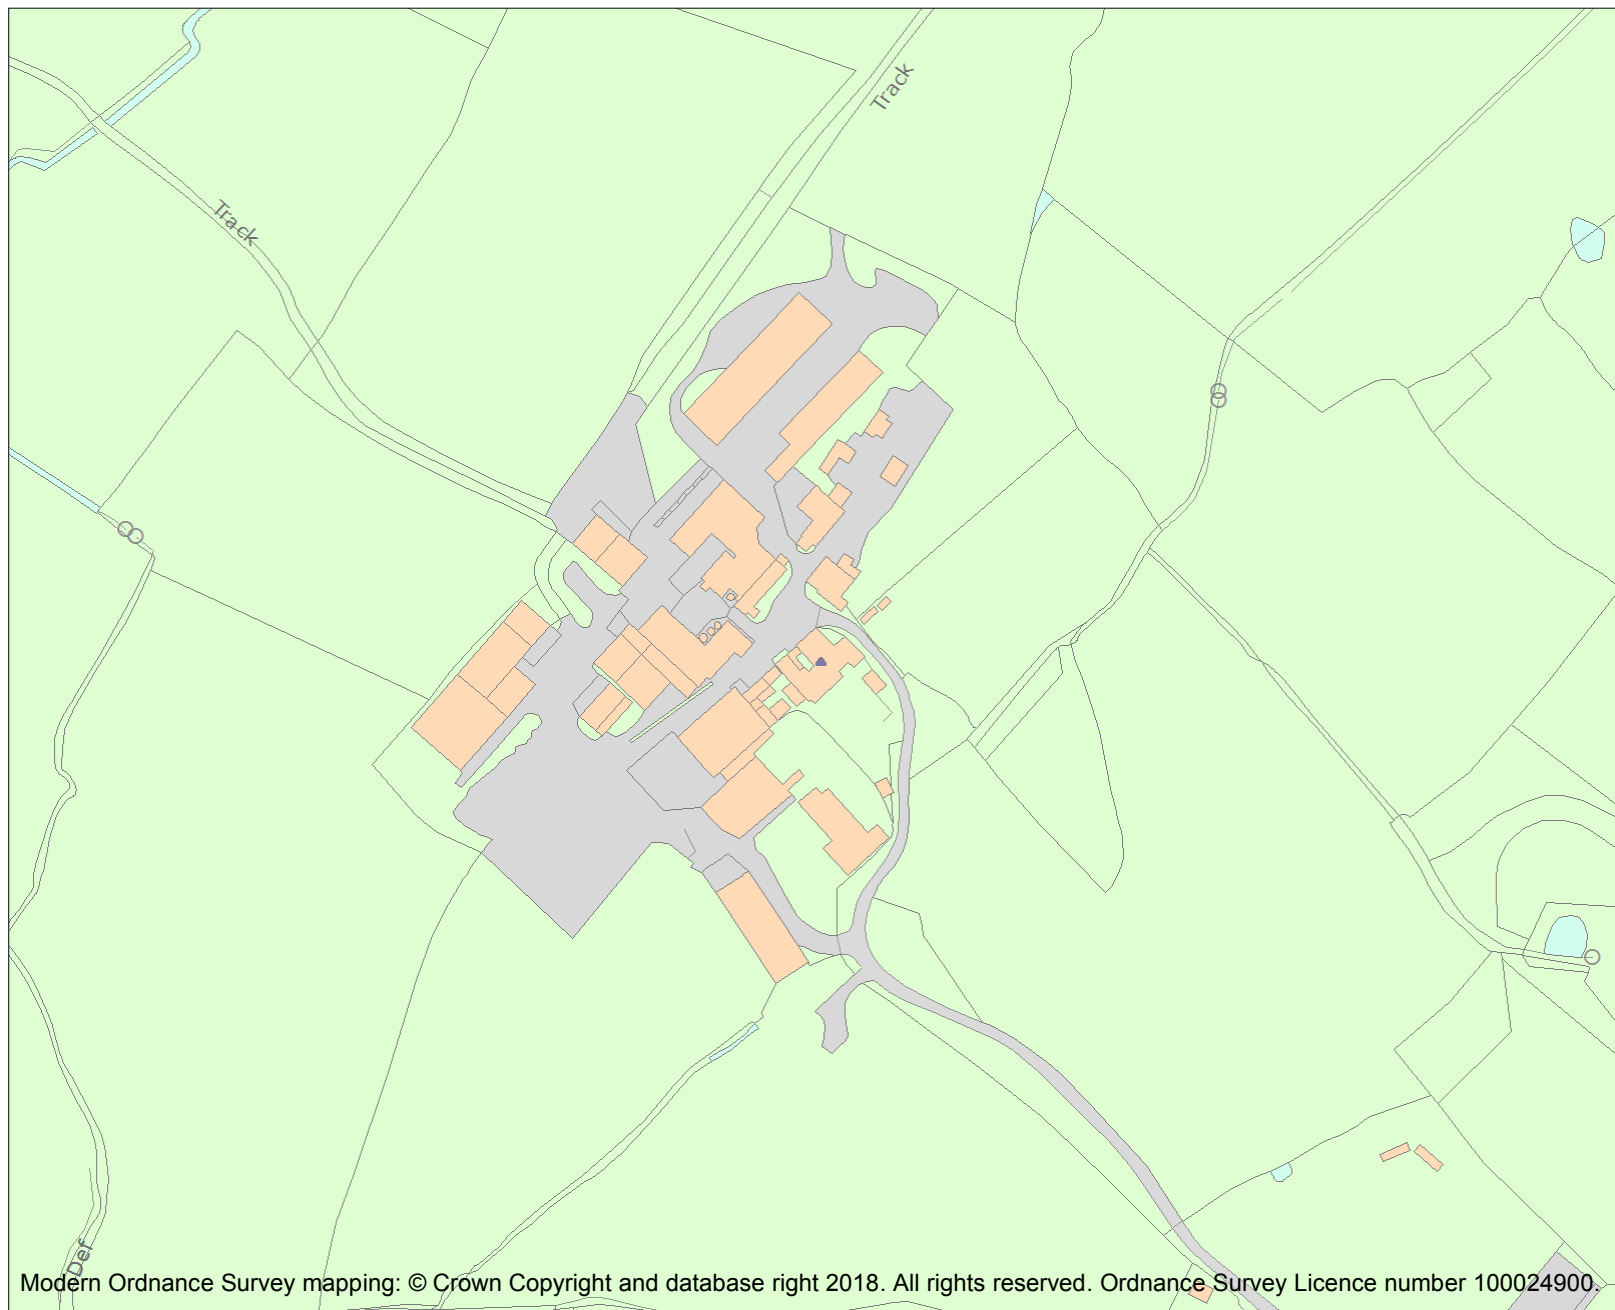 Track
Track
Def
Modern Ordnance Survey mapping: © Crown Copyright and database right 2018. All rights reserved. Ordnance Survey Licence number 100024900.